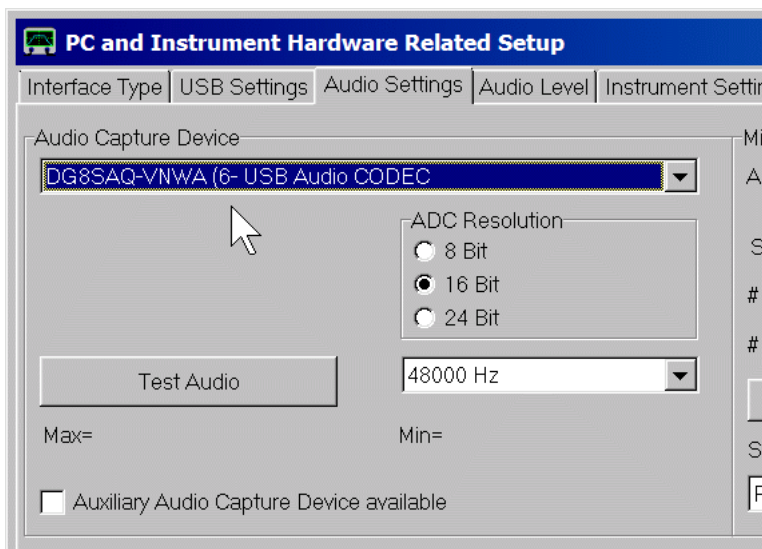 PC and Instrument Hardware Related Setup
Interface Type USB Settings Audio Settings Audio Level Instrument
Audio Capture Device
DG8SAQ-VNWA (6- USB Audio CODEC
ADC Resolution
8 Bit
16 Bit
24 Bit
Test Audio
48000 Hz
Max=
Min=
Auxiliary Audio Capture Device available
#
#